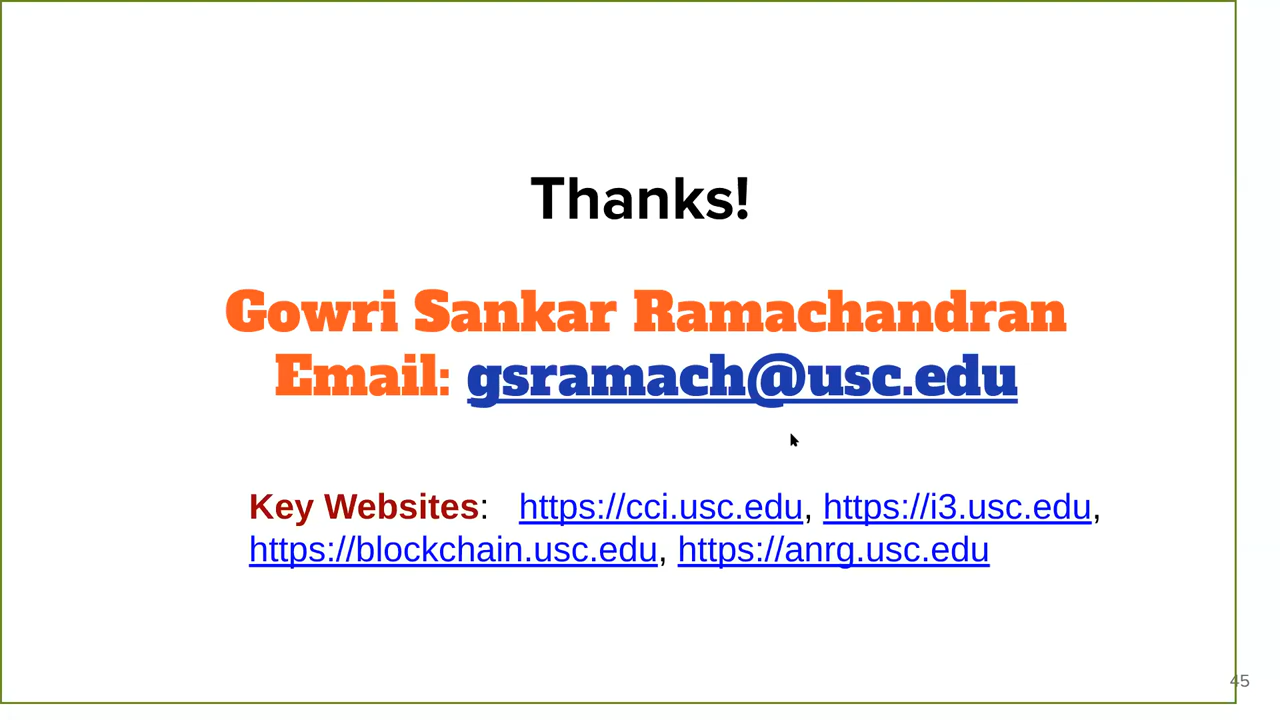 Thanks!
Gowri Sankar Ramachandran
Email: gsramach@usc.edu
Key Websites: https://cci.usc.edu, https://i3.usc.edu,
https://blockchain.usc.edu, https://anrg.usc.edu
45